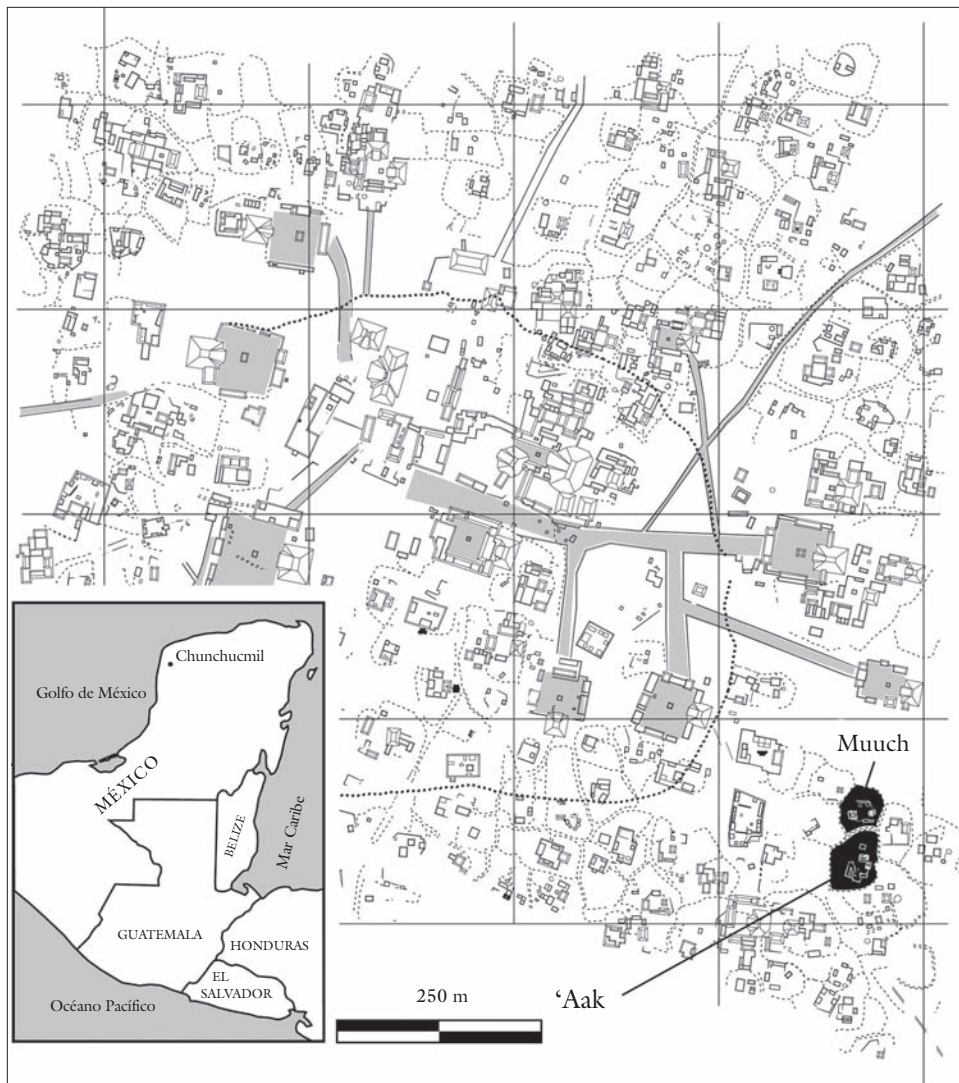 Chunchucmil
Golfo de México
MÉXICO
BELIZE
Mar Caribe
GUATEMALA
HONDURAS
EL
SALVADOR
Océano Pacífico
250 m
Muuch
‘Aak